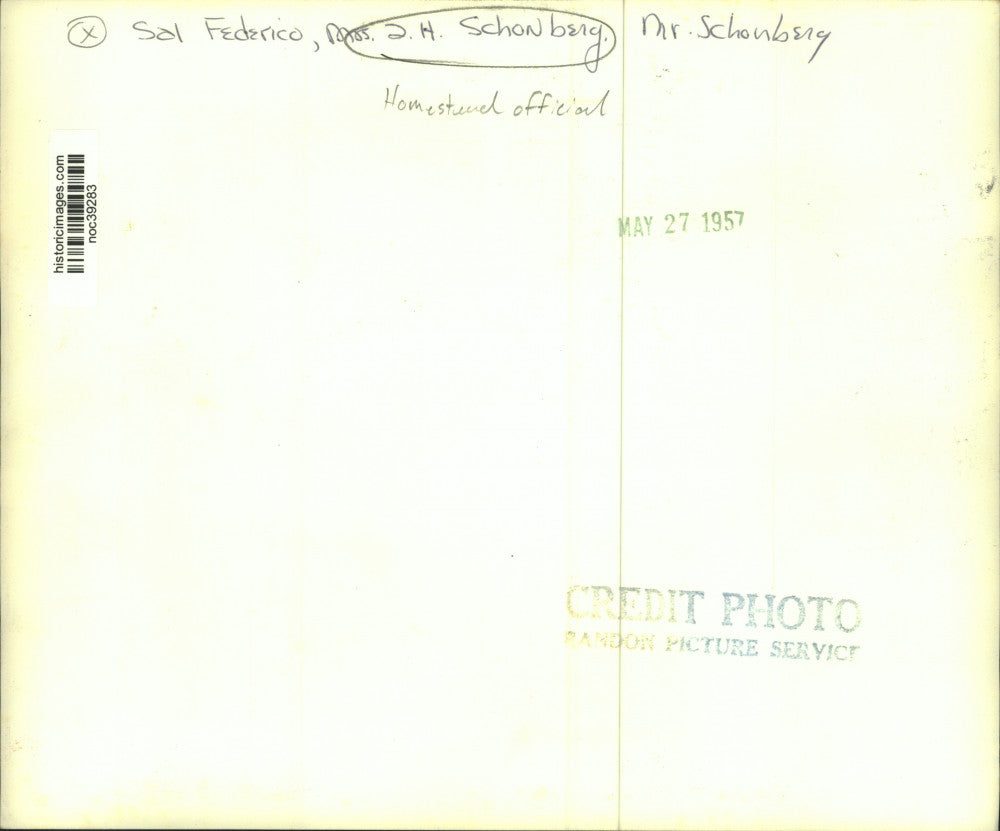 (X) Sal Federico, Mrs. J. H. Schonberg. Mr. Schonberg
Homestead official
historicimages.com
noc39283
MAY 27 1957
CREDIT PHOTO
RANDON PICTURE SERVICE